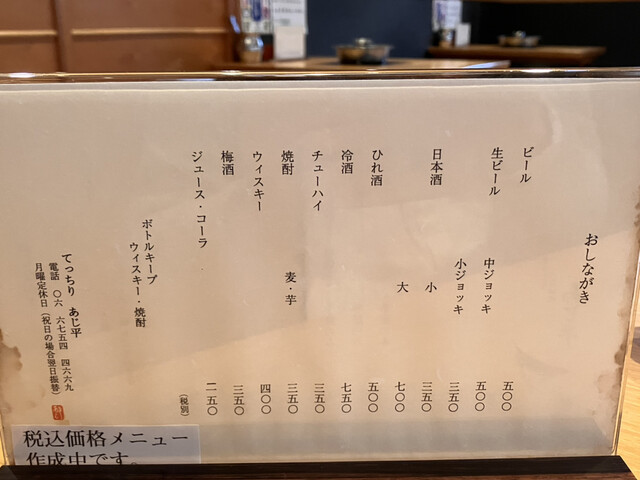 おしながき
ビール 五〇〇
生ビール 中ジョッキ 五〇〇
小ジョッキ 三五〇
日本酒 小 三五〇
大 七〇〇
ひれ酒 五〇〇
冷酒 七五〇
チューハイ 三五〇
焼酎 麦・芋 三五〇
ウィスキー 四〇〇
梅酒 三五〇
ジュース・コーラ 二五〇
(税別)
ボトルキープ
ウィスキー・焼酎
てっちり あじ平
電話 〇六 六七五四 四六六九
月曜定休日(祝日の場合翌日振替)
税込価格メニュー
作成中です。